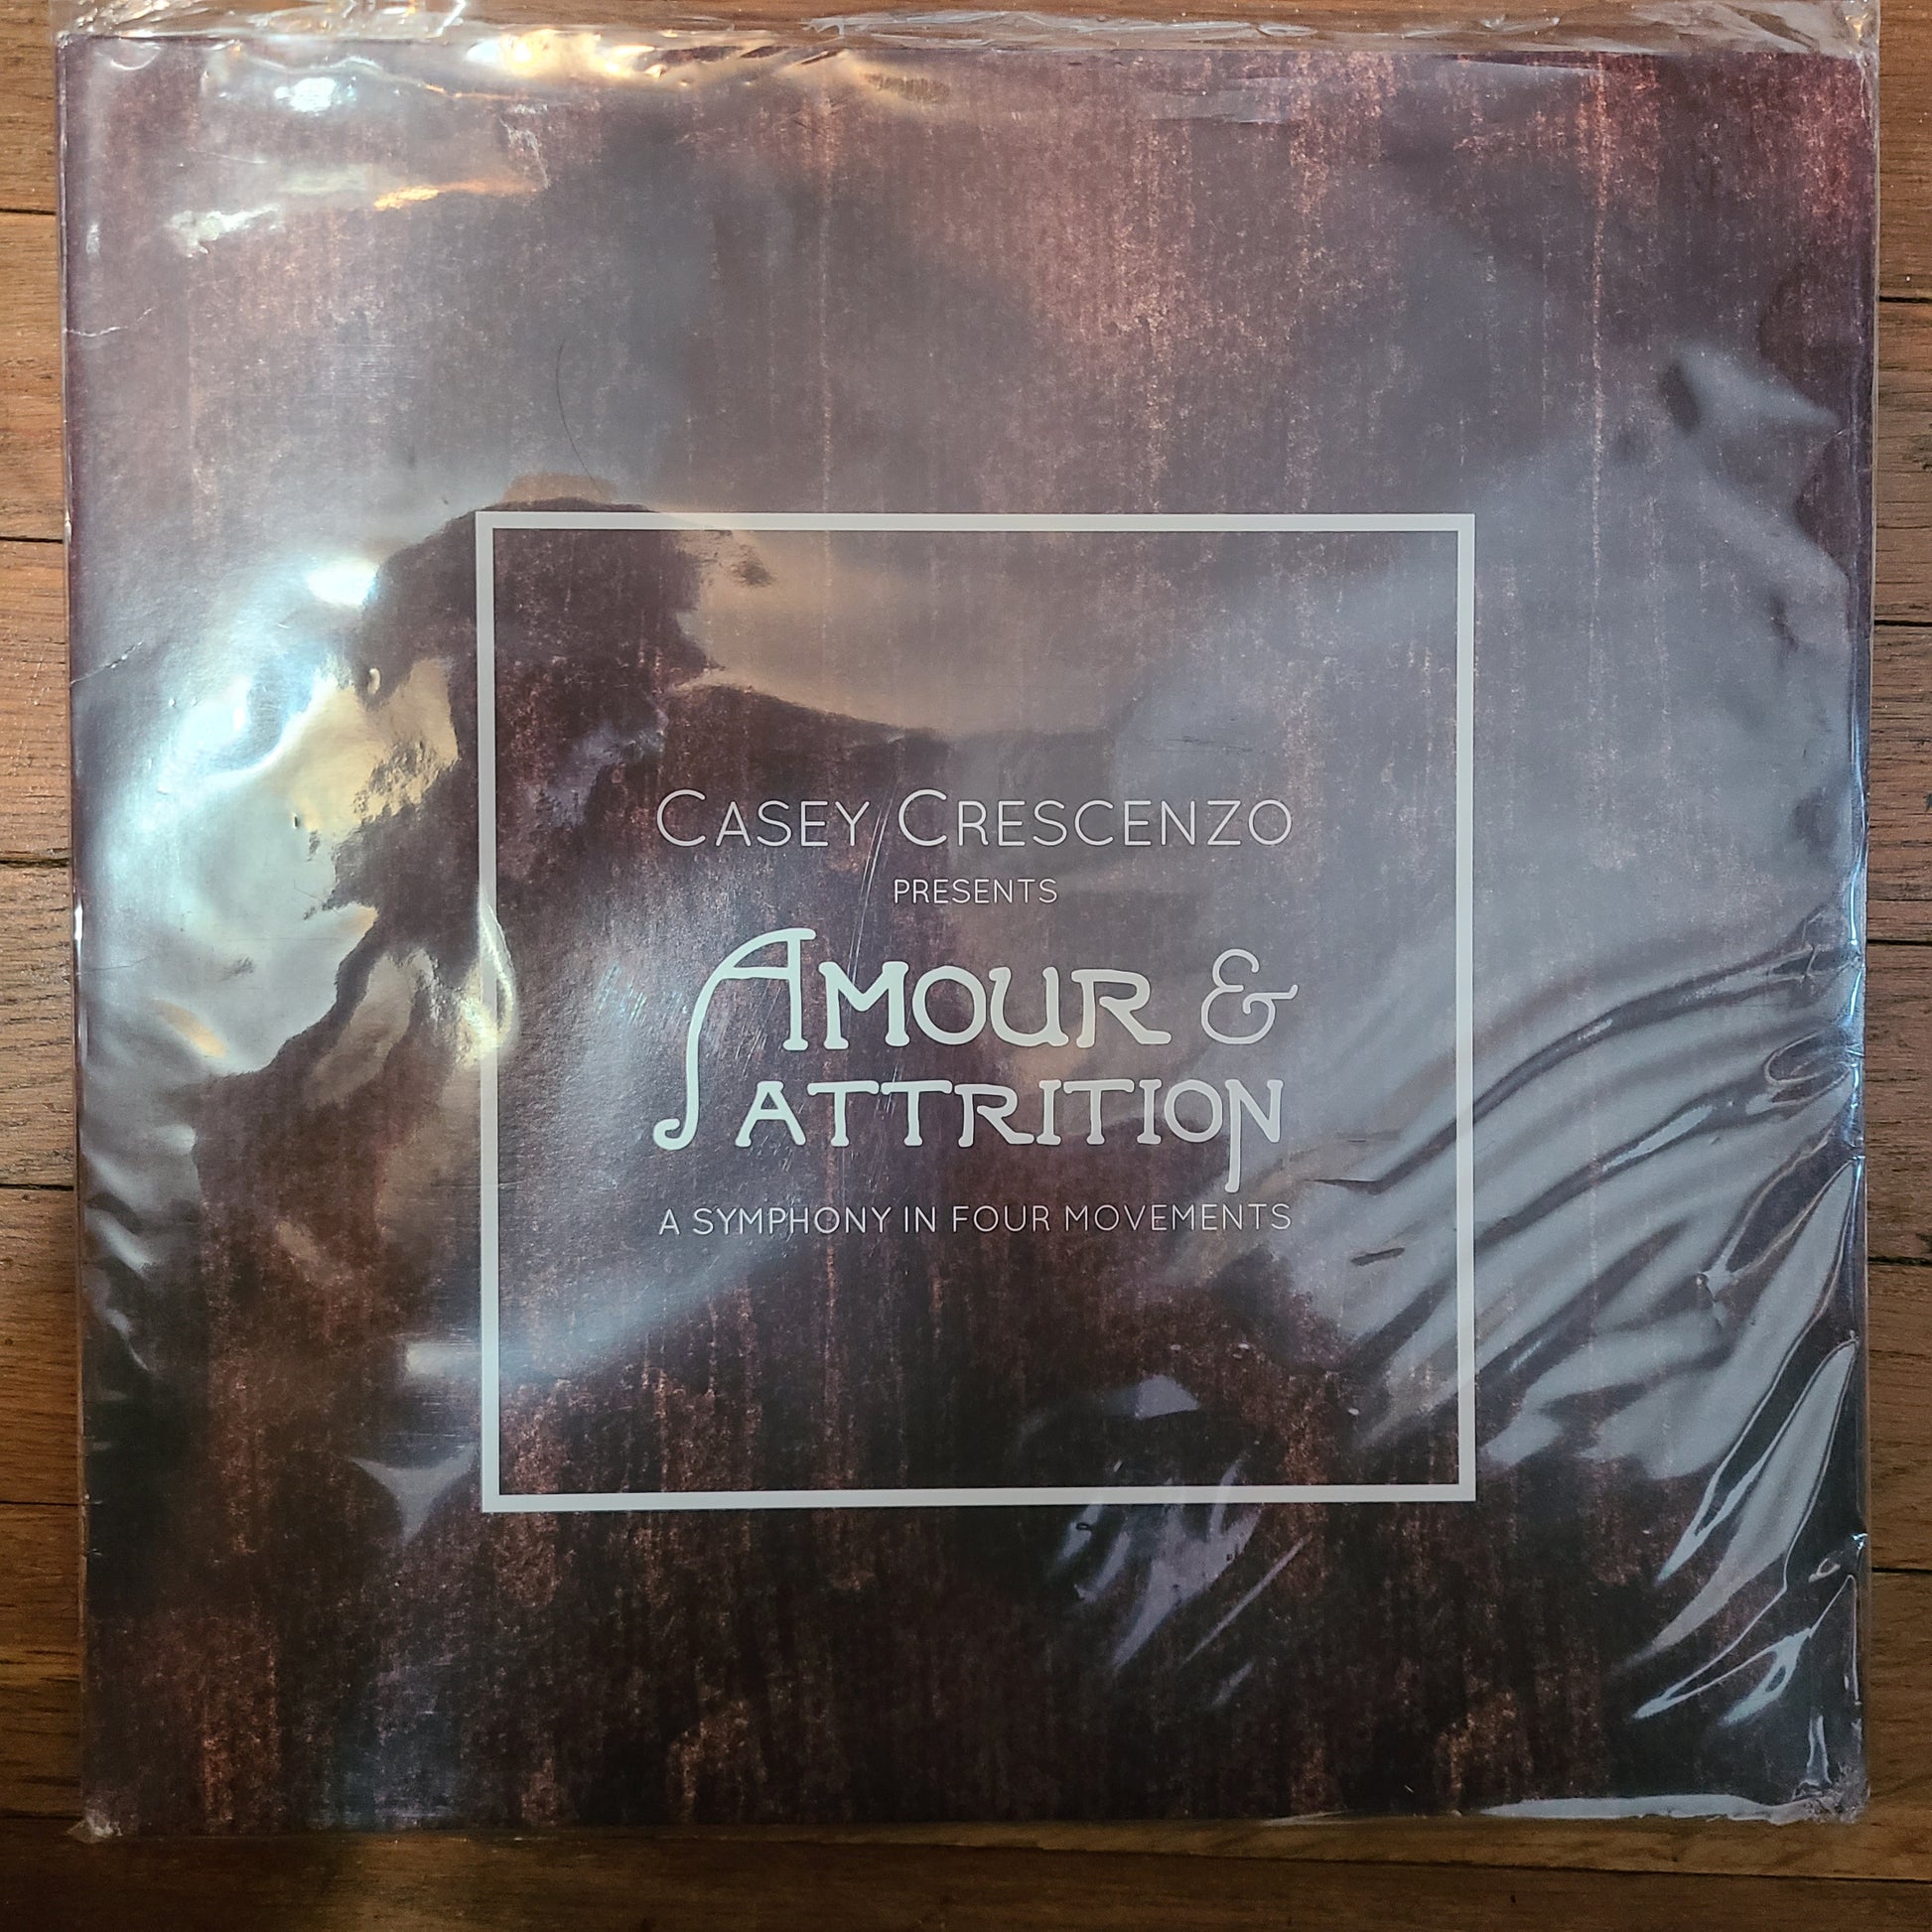 CASEY CRESCENZO
PRESENTS
AMOUR &
ATTRITION
A SYMPHONY IN FOUR MOVEMENTS